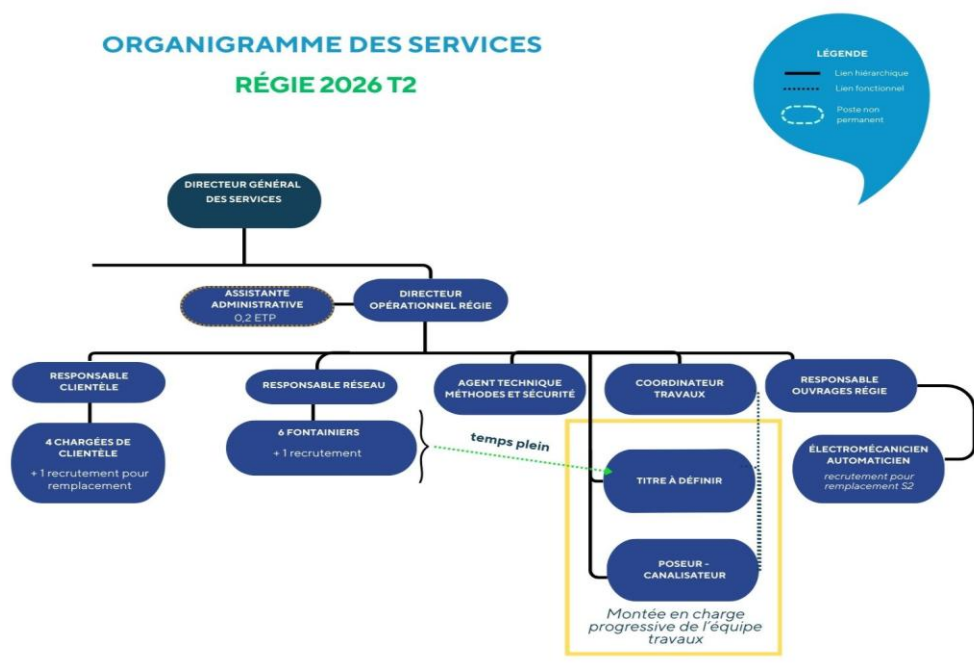 ORGANIGRAMME DES SERVICES
RÉGIE 2026 T2
LÉGENDE
Lien hiérarchique
Lien fonctionnel
Poste non
permanent
DIRECTEUR GÉNÉRAL
DES SERVICES
ASSISTANTE
ADMINISTRATIVE
0,2 ETP
DIRECTEUR
OPÉRATIONNEL RÉGIE
RESPONSABLE
CLIENTÈLE
RESPONSABLE RÉSEAU
AGENT TECHNIQUE
MÉTHODES ET SÉCURITÉ
COORDINATEUR
TRAVAUX
RESPONSABLE
OUVRAGES RÉGIE
4 CHARGÉES DE
CLIENTÈLE
+ 1 recrutement pour
remplacement
6 FONTAINIERS
+ 1 recrutement
temps plein
TITRE À DÉFINIR
ÉLECTROMÉCANICIEN
AUTOMATICIEN
recrutement pour
remplacement S2
POSEUR -
CANALISATEUR
Montée en charge
progressive de l'équipe
travaux